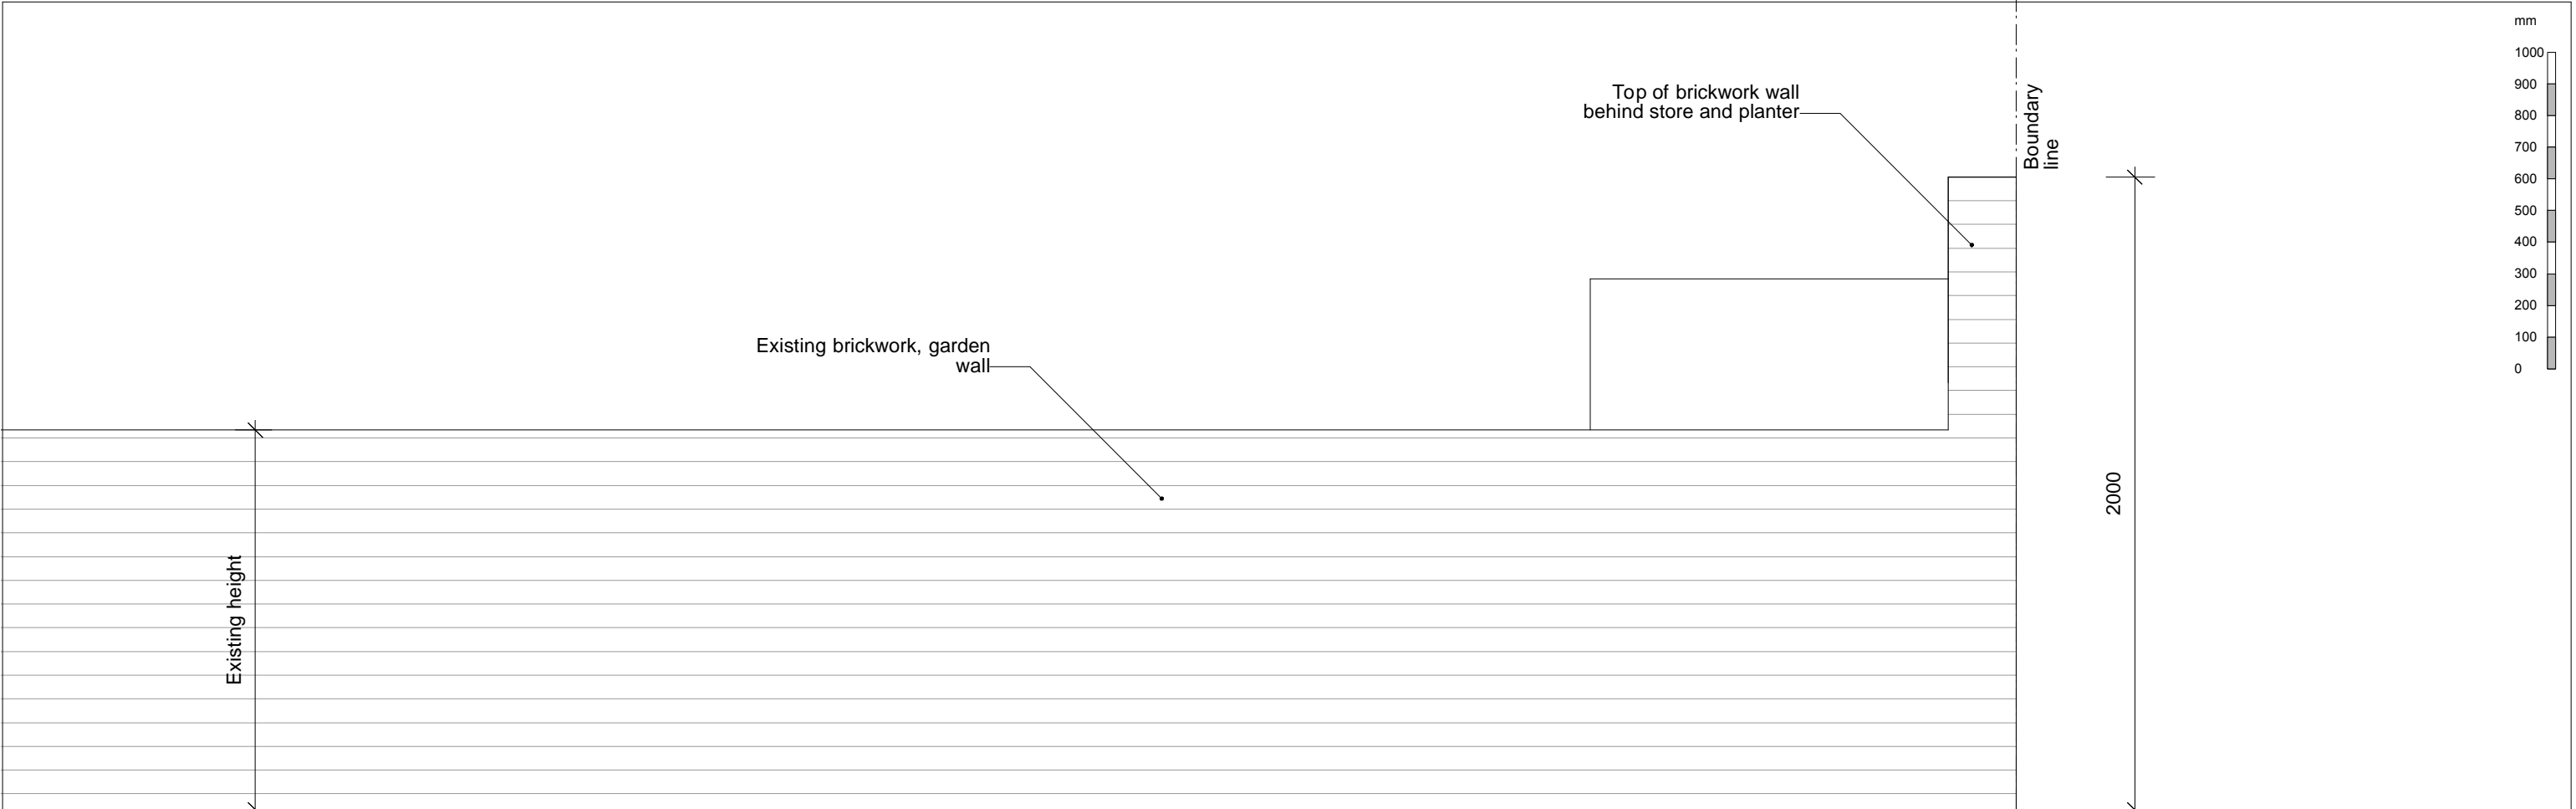 mm
1000
900
800
700
600
500
400
300
200
100
0
Top of brickwork wall
behind store and planter
Boundary
line
Existing brickwork, garden
wall
Existing height
2000